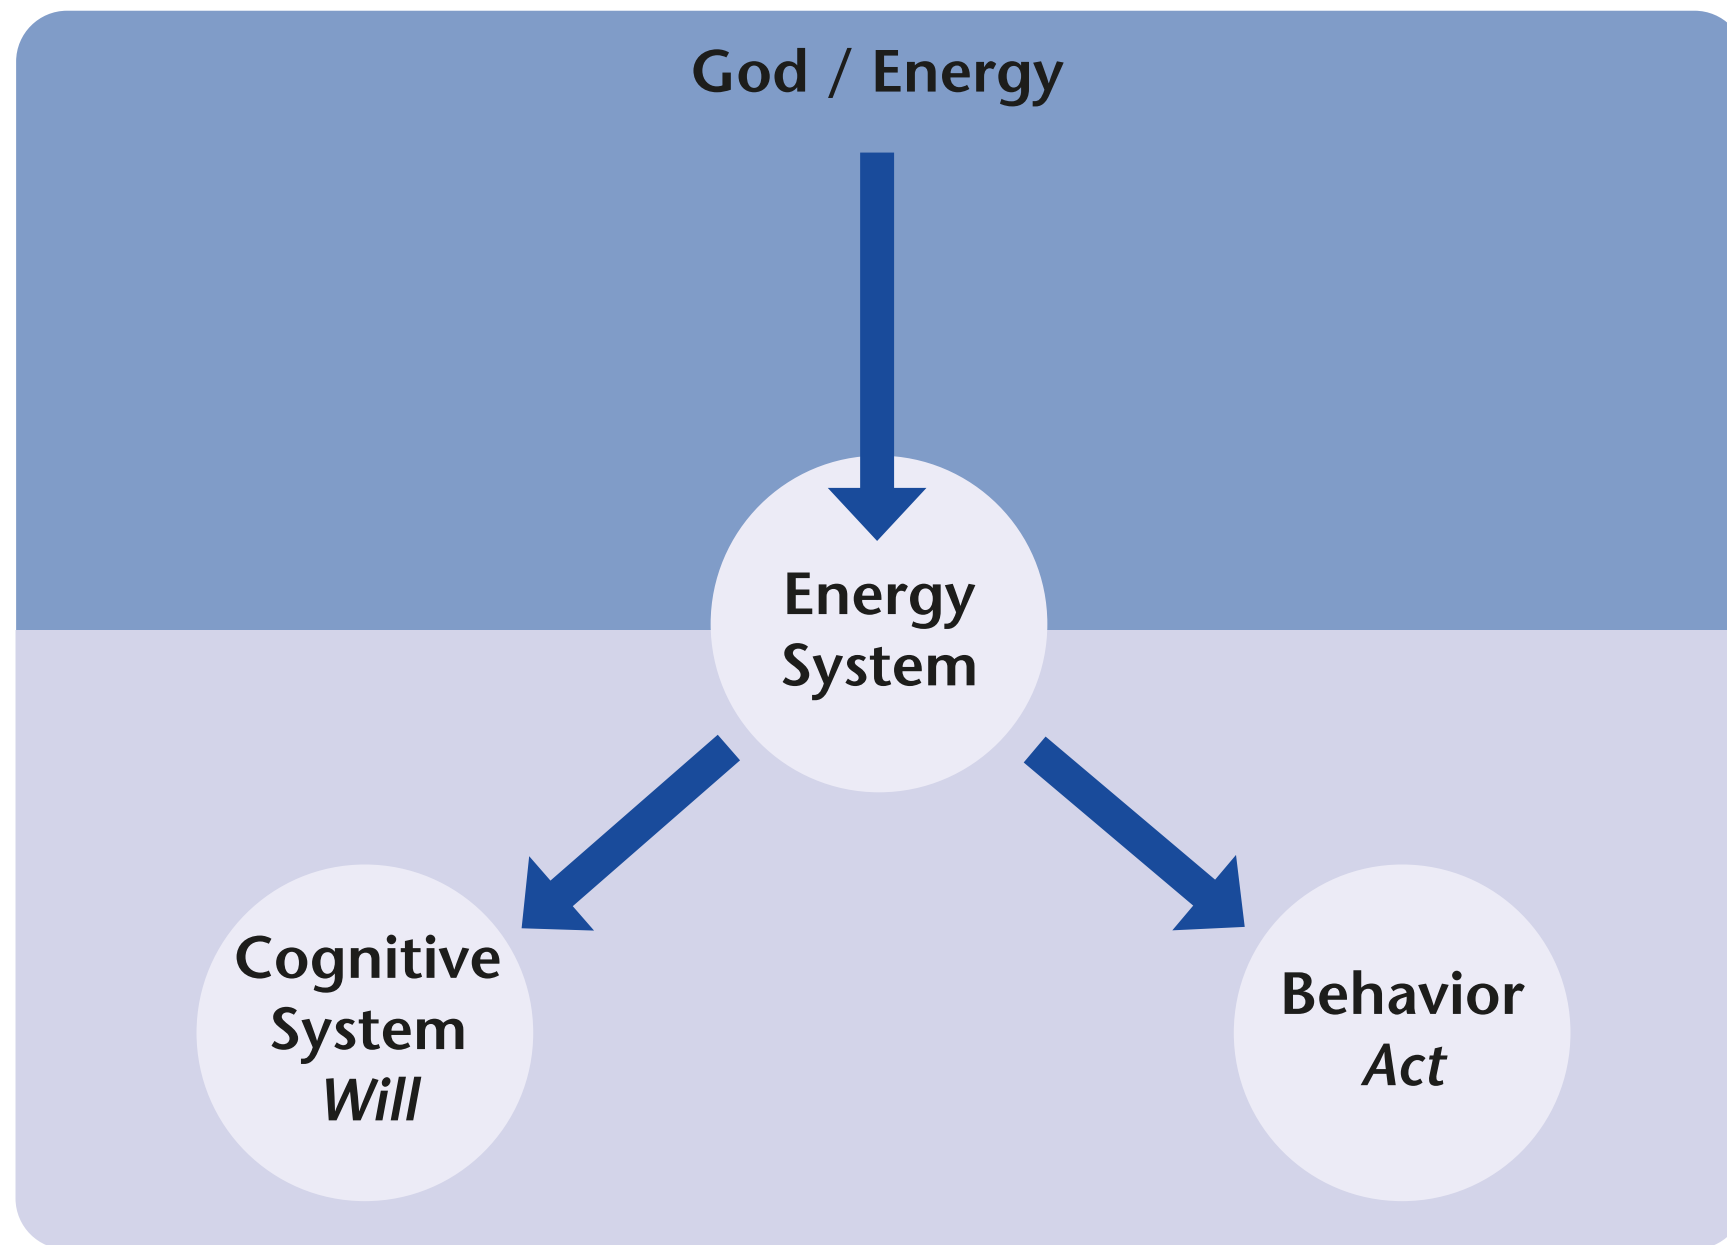 God / Energy
Energy
System
Cognitive
System
Will
Behavior
Act